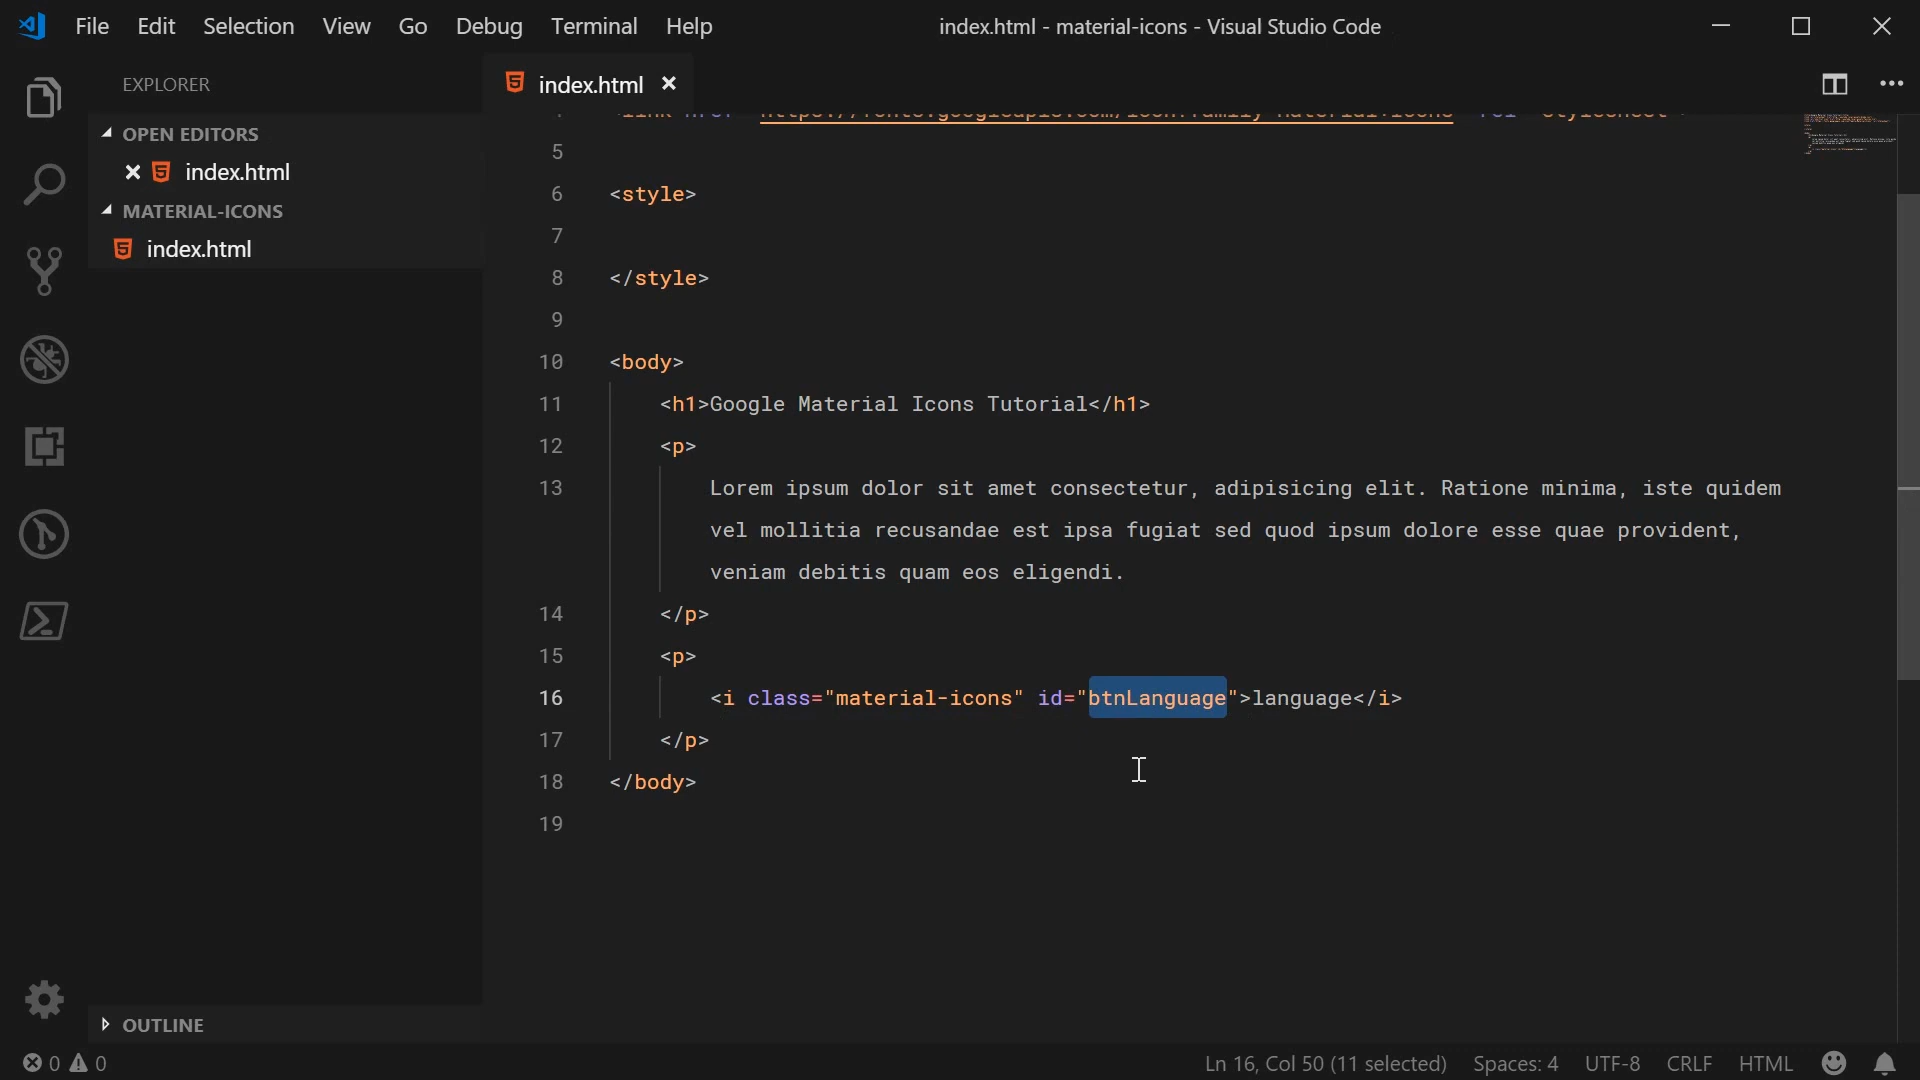 File Edit Selection View Go Debug Terminal Help index.html - material-icons - Visual Studio Code
EXPLORER
index.html
OPEN EDITORS
index.html
MATERIAL-ICONS
index.html
5
6 <style>
7
8 </style>
9
10 <body>
11 <h1>Google Material Icons Tutorial</h1>
12 <p>
13 Lorem ipsum dolor sit amet consectetur, adipisicing elit. Ratione minima, iste quidem
vel mollitia recusandae est ipsa fugiat sed quod ipsum dolore esse quae provident,
veniam debitis quam eos eligendi.
14 </p>
15 <p>
16 <i class="material-icons" id="btnLanguage">language</i>
17 </p>
18 </body>
19
OUTLINE
0 0 Ln 16, Col 50 (11 selected) Spaces: 4 UTF-8 CRLF HTML